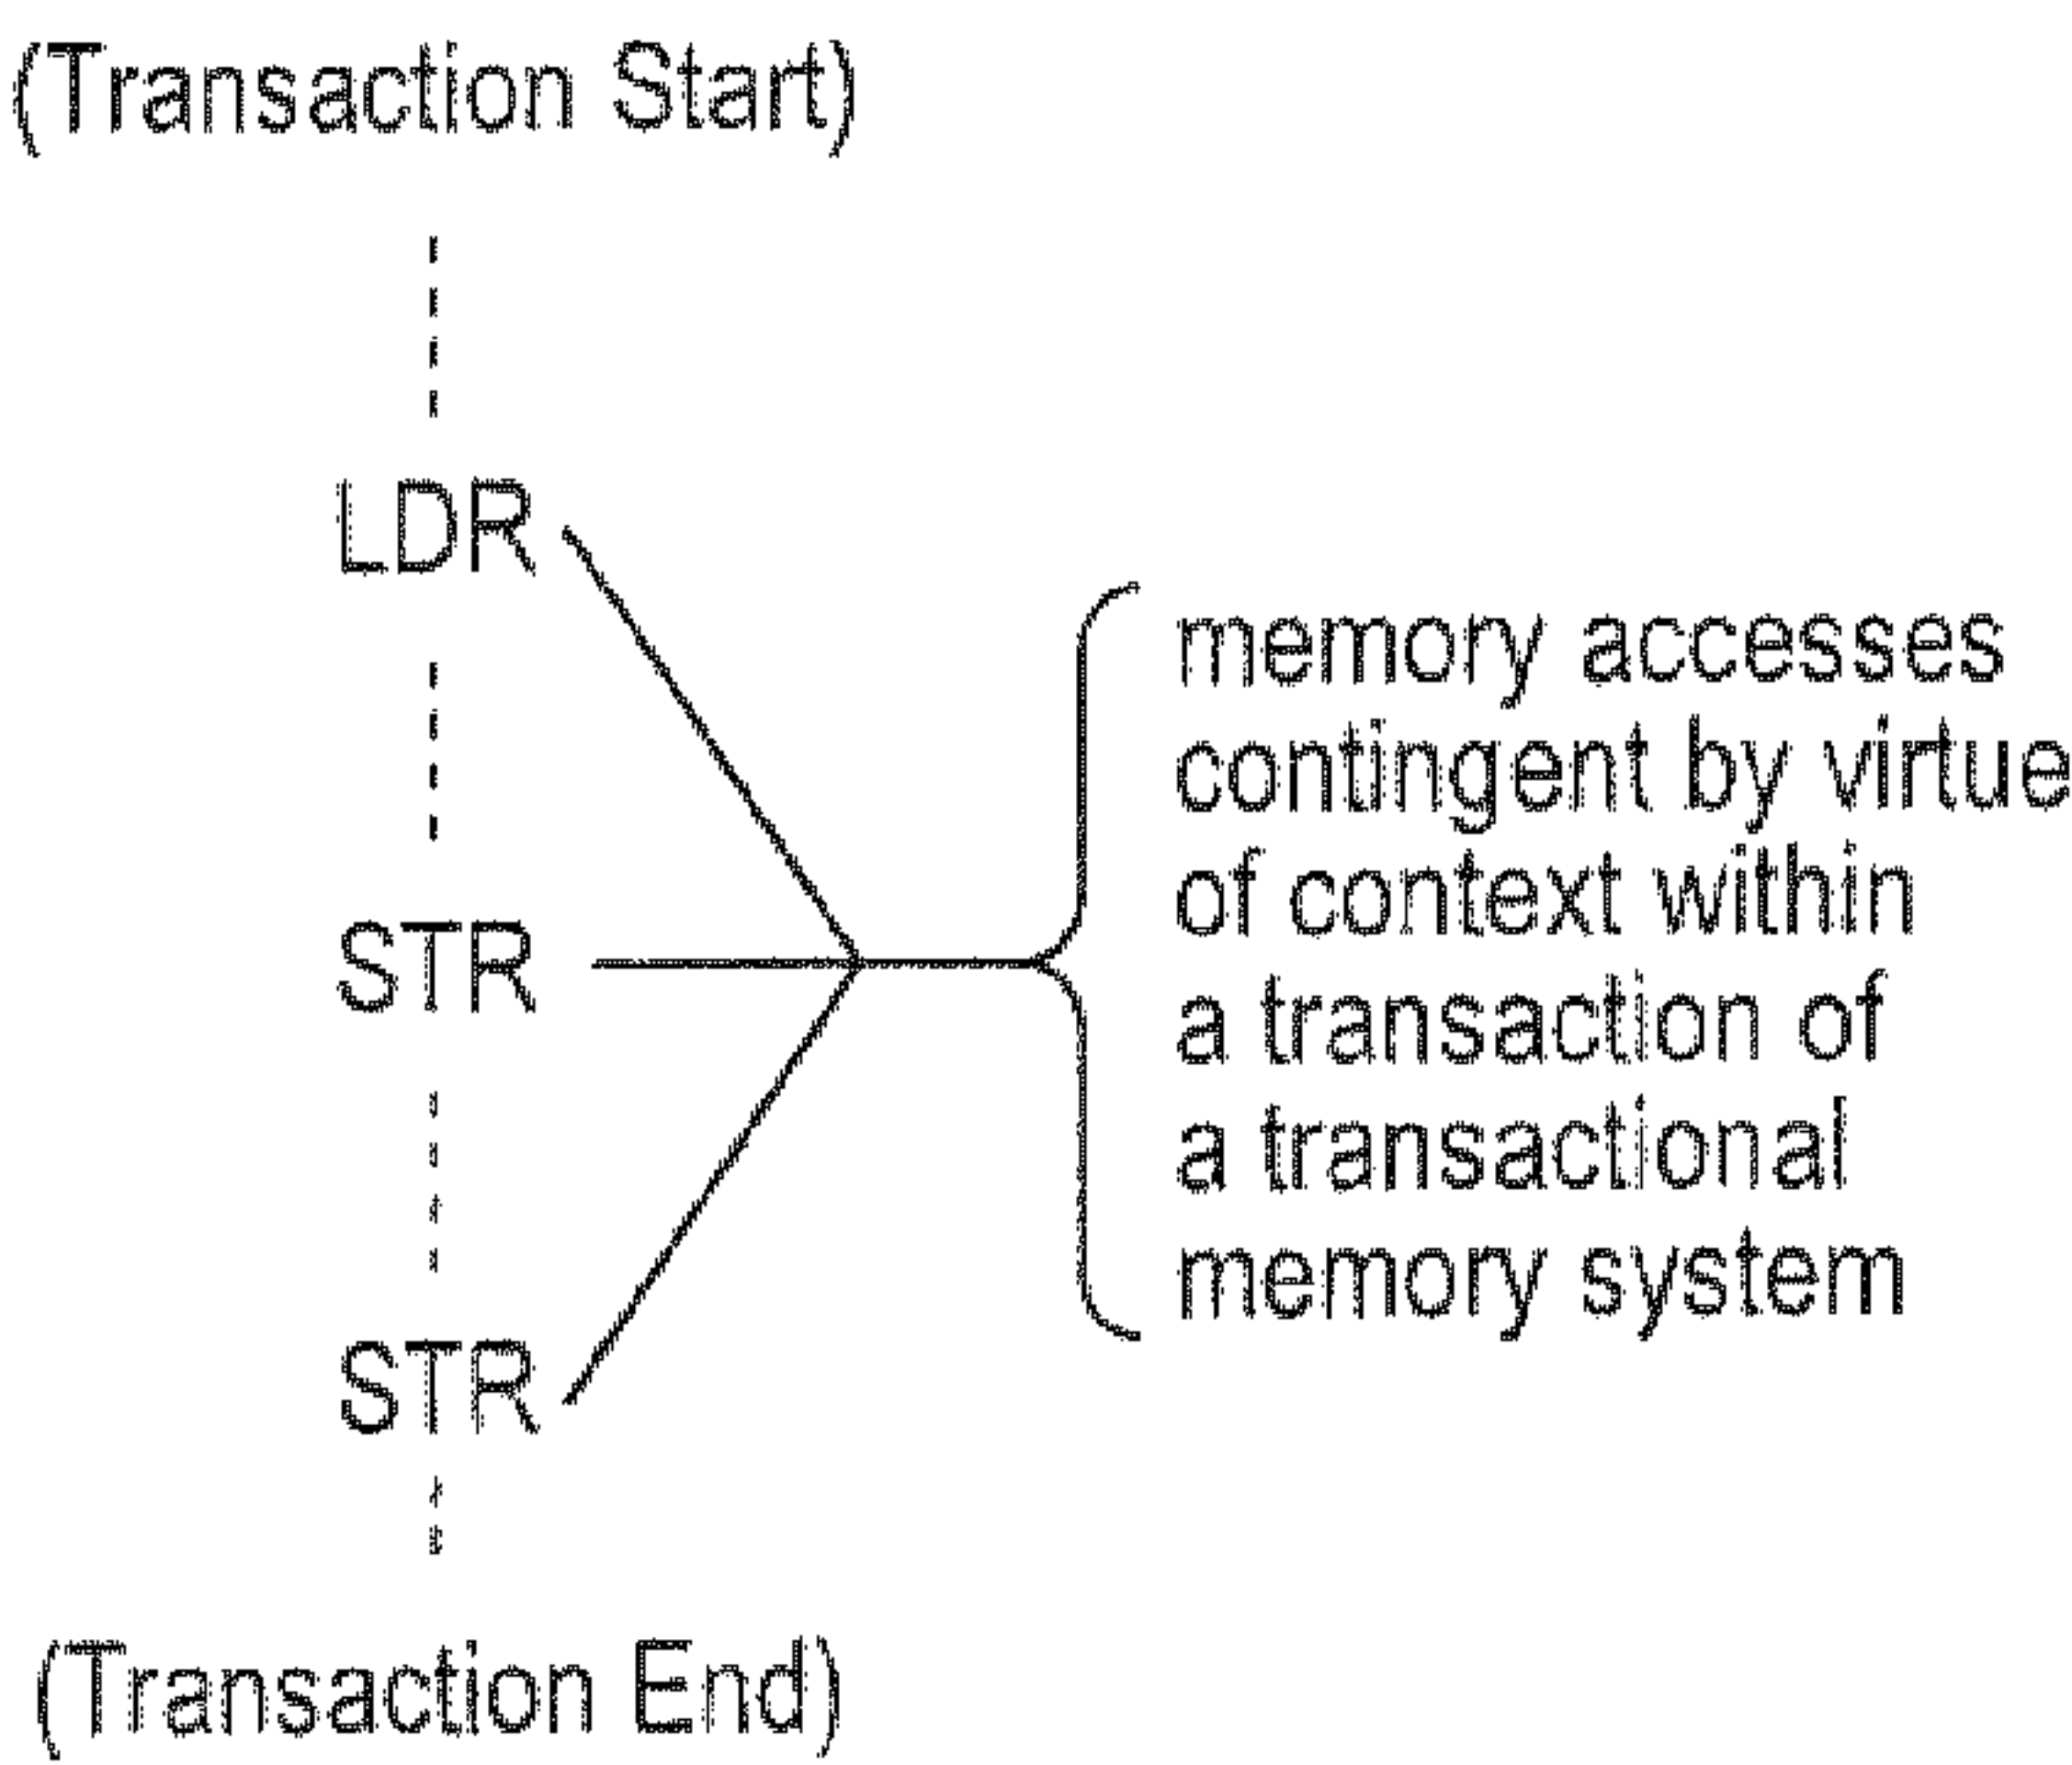 (Transaction Start)
LDR
STR
STR
memory accesses
contingent by virtue
of context within
a transaction of
a transactional
memory system
(Transaction End)